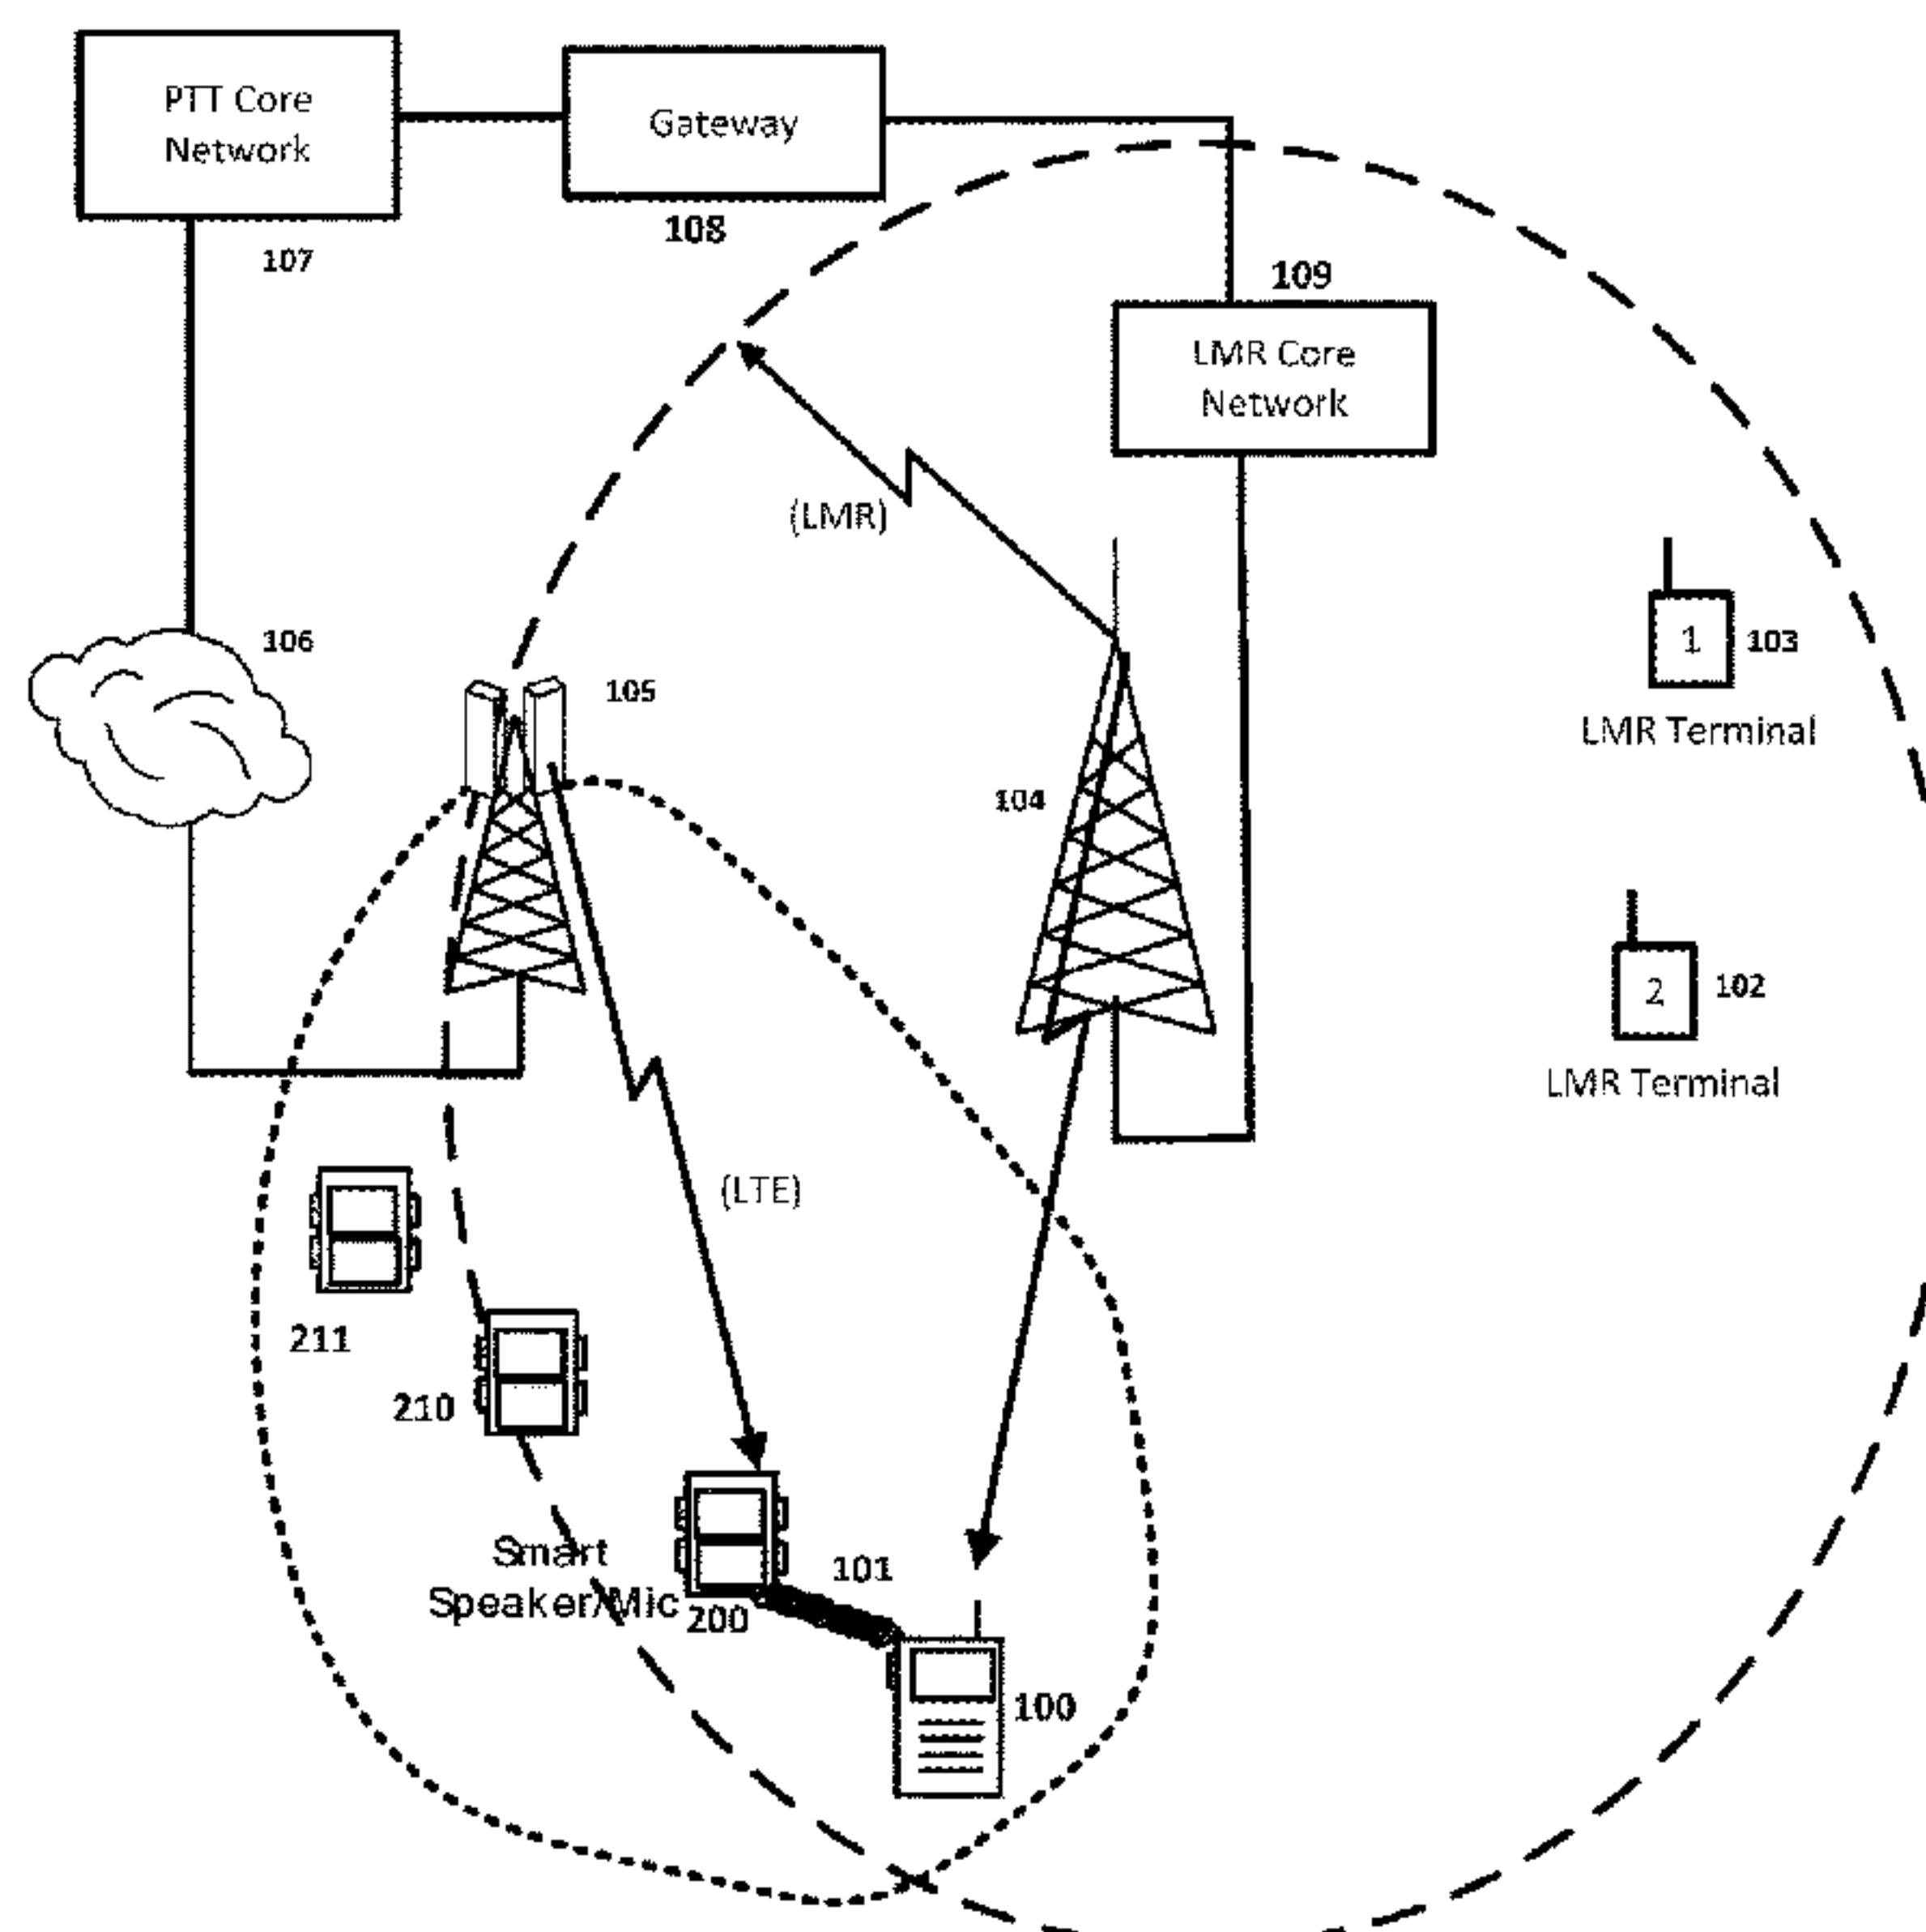 PTT Core
Network
107
Gateway
108
109
LMR Core
Network
(LMR)
106
105
104
1
103
LMR Terminal
2
102
LMR Terminal
(LTE)
211
210
Smart
Speaker/Mic
200
101
100